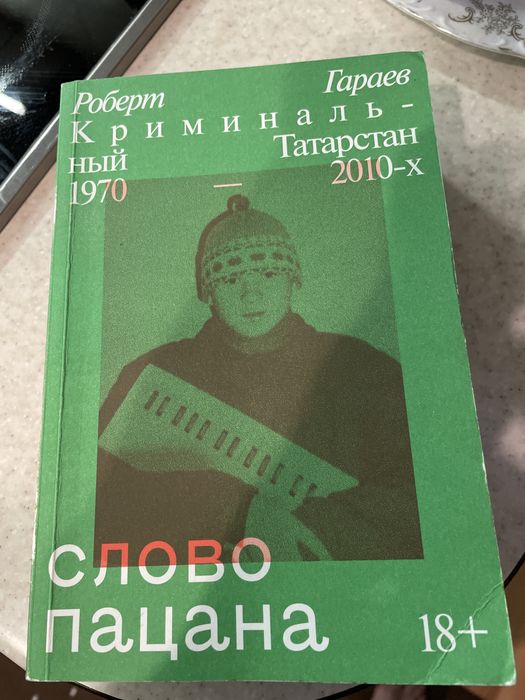 Роберт Гараев
Криминаль-
ный Татарстан
1970 — 2010-х
слово
пацана
18+